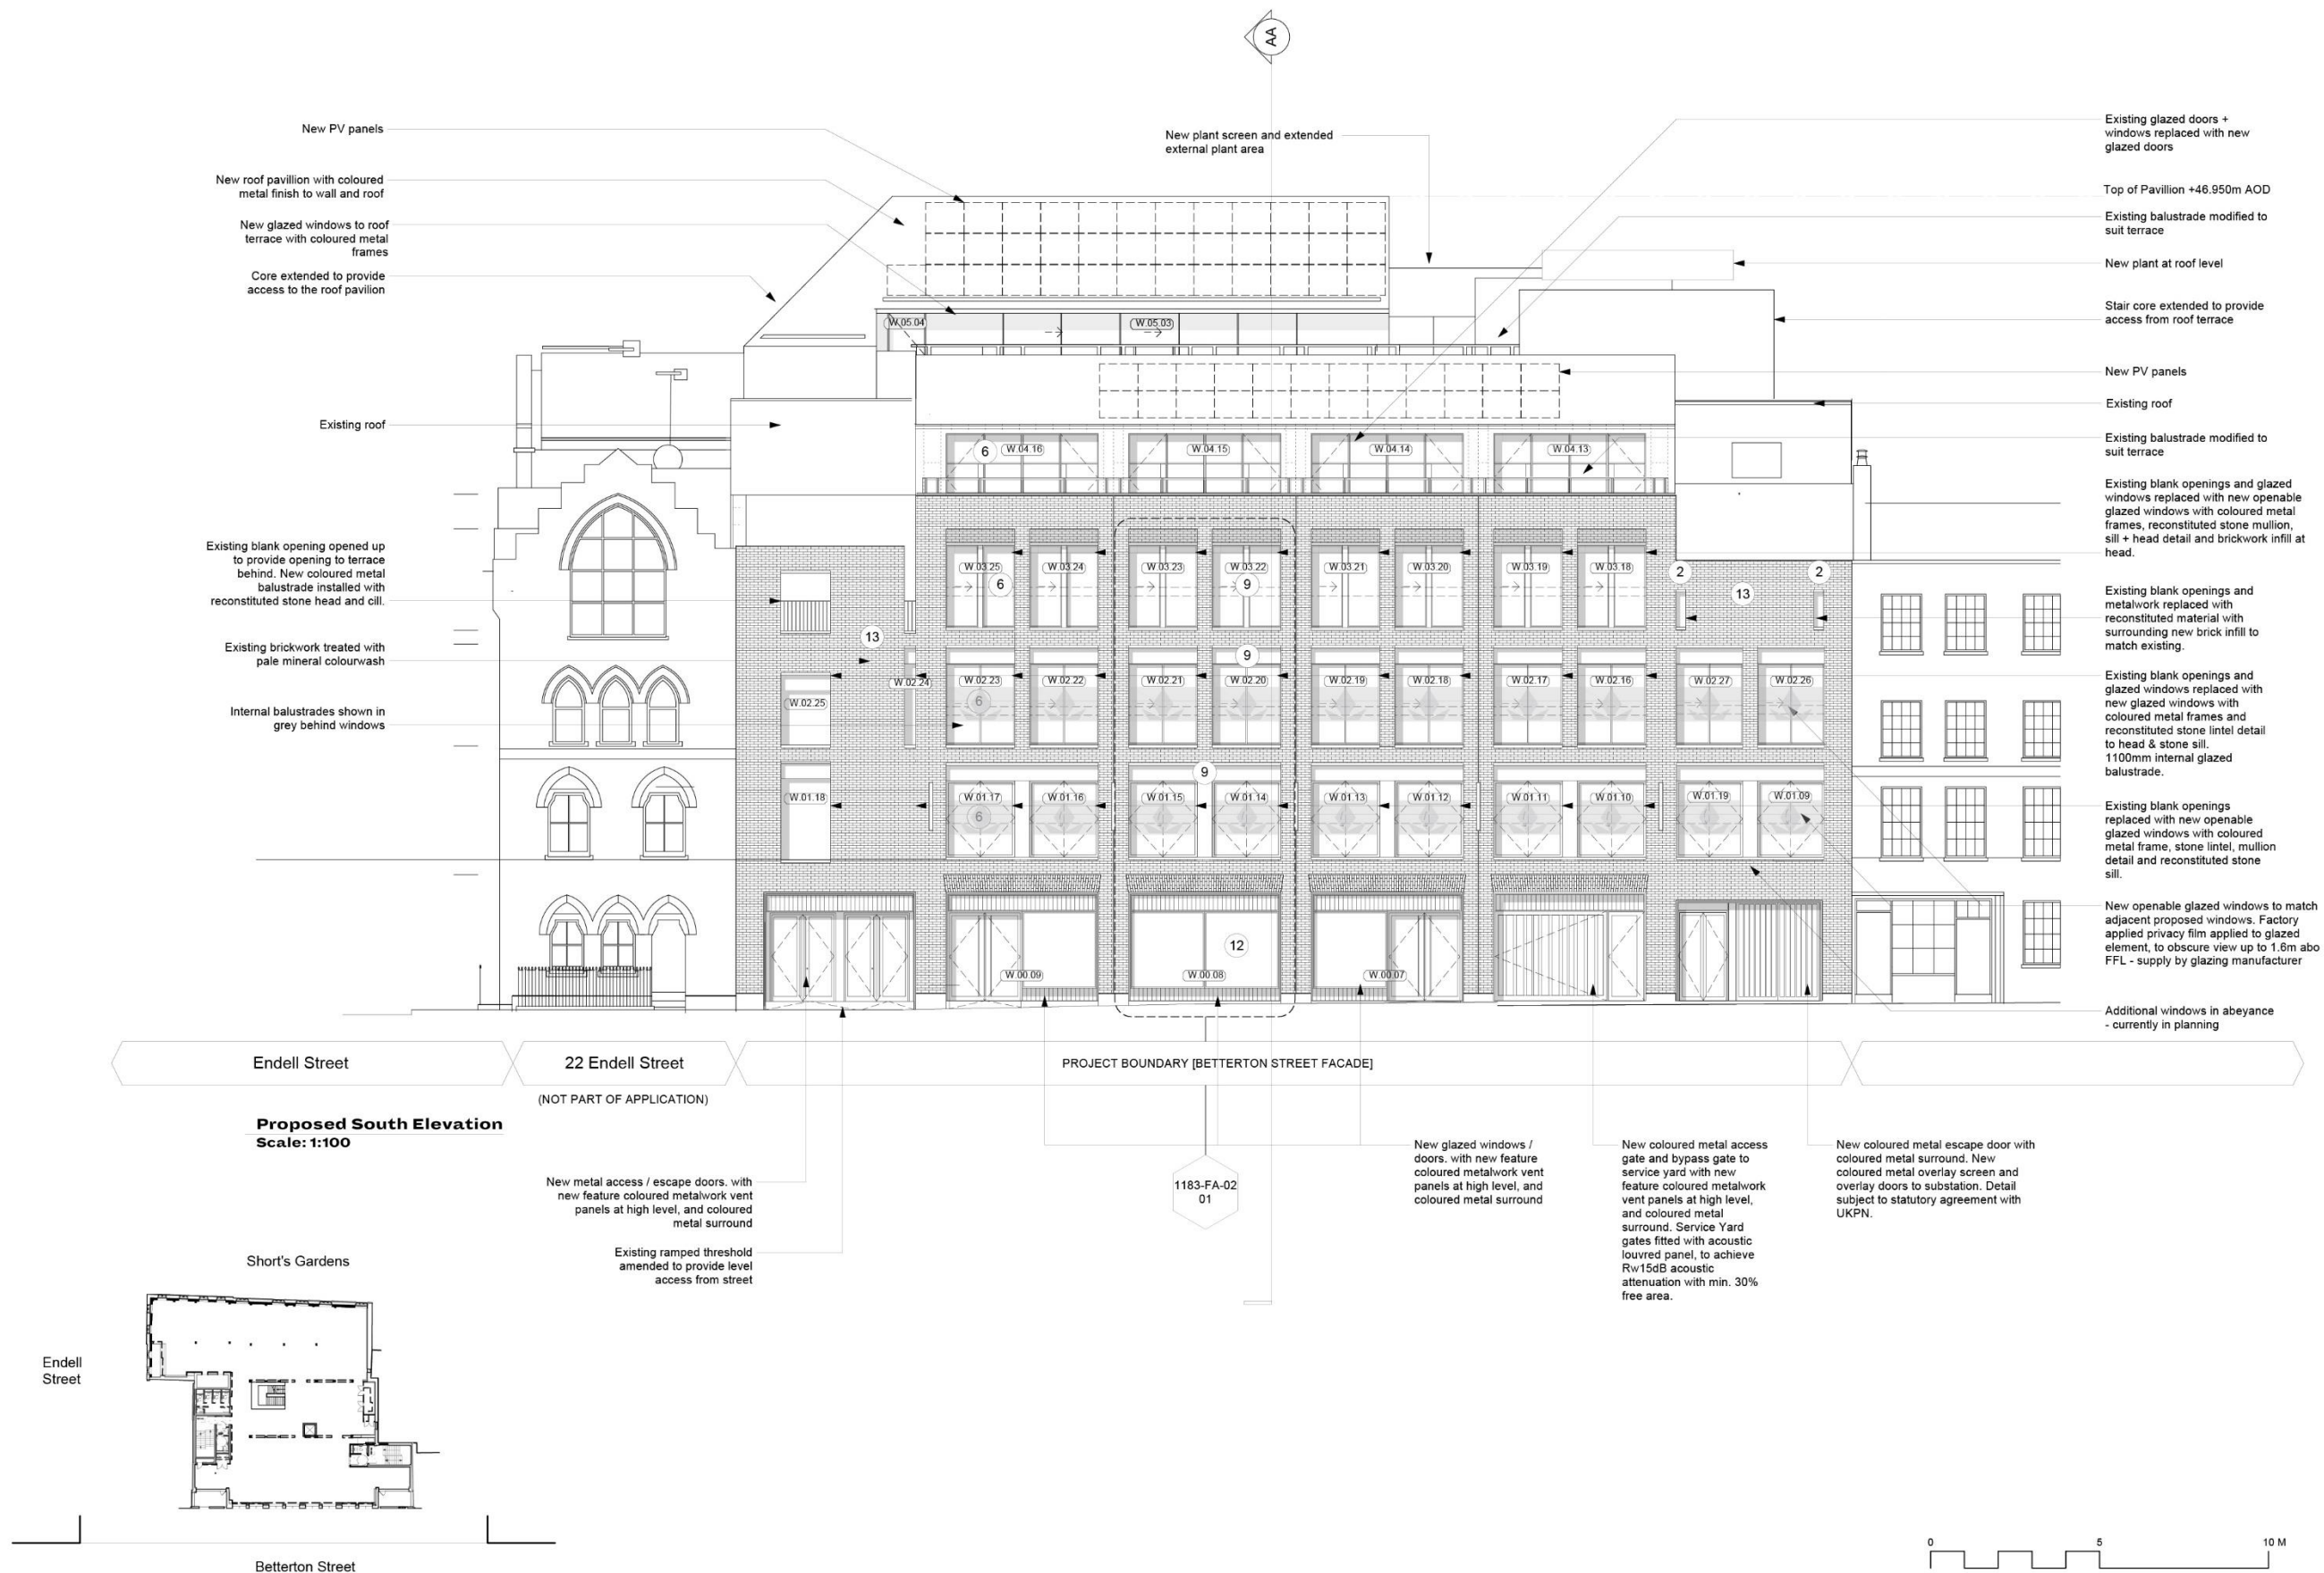 AA
New PV panels
New roof pavillion with coloured
metal finish to wall and roof
New glazed windows to roof
terrace with coloured metal
frames
Core extended to provide
access to the roof pavilion
Existing roof
Existing blank opening opened up
to provide opening to terrace
behind. New coloured metal
balustrade installed with
reconstituted stone head and cill.
Existing brickwork treated with
pale mineral colourwash
Internal balustrades shown in
grey behind windows
New plant screen and extended
external plant area
Existing glazed doors +
windows replaced with new
glazed doors
Top of Pavillion +46.950m AOD
Existing balustrade modified to
suit terrace
New plant at roof level
Stair core extended to provide
access from roof terrace
New PV panels
Existing roof
Existing balustrade modified to
suit terrace
Existing blank openings and glazed
windows replaced with new openable
glazed windows with coloured metal
frames, reconstituted stone mullion,
sill + head detail and brickwork infill at
head.
Existing blank openings and
metalwork replaced with
reconstituted material with
surrounding new brick infill to
match existing.
Existing blank openings and
glazed windows replaced with
new glazed windows with
coloured metal frames and
reconstituted stone lintel detail
to head & stone sill.
1100mm internal glazed
balustrade.
Existing blank openings
replaced with new openable
glazed windows with coloured
metal frame, stone lintel, mullion
detail and reconstituted stone
sill.
New openable glazed windows to match
adjacent proposed windows. Factory
applied privacy film applied to glazed
element, to obscure view up to 1.6m abo
FFL - supply by glazing manufacturer
Additional windows in abeyance
- currently in planning
W.05.04 W.05.03
6 W.04.16 W.04.15 W.04.14 W.04.13
W.03.25 W.03.24 W.03.23 W.03.22 W.03.21 W.03.20 W.03.19 W.03.18 2 2
6 9 13
13 9
W.02.24 W.02.23 W.02.22 W.02.21 W.02.20 W.02.19 W.02.18 W.02.17 W.02.16 W.02.27 W.02.26
W.02.25 6
9
W.01.18 W.01.17 W.01.16 W.01.15 W.01.14 W.01.13 W.01.12 W.01.11 W.01.10 W.01.19 W.01.09
6
12
W.00.09 W.00.08 W.00.07
Endell Street 22 Endell Street PROJECT BOUNDARY [BETTERTON STREET FACADE]
(NOT PART OF APPLICATION)
Proposed South Elevation
Scale: 1:100
New metal access / escape doors. with
new feature coloured metalwork vent
panels at high level, and coloured
metal surround
Existing ramped threshold
amended to provide level
access from street
1183-FA-02
01
New glazed windows /
doors. with new feature
coloured metalwork vent
panels at high level, and
coloured metal surround
New coloured metal access
gate and bypass gate to
service yard with new
feature coloured metalwork
vent panels at high level,
and coloured metal
surround. Service Yard
gates fitted with acoustic
louvred panel, to achieve
Rw15dB acoustic
attenuation with min. 30%
free area.
New coloured metal escape door with
coloured metal surround. New
coloured metal overlay screen and
overlay doors to substation. Detail
subject to statutory agreement with
UKPN.
Short's Gardens
Endell
Street
Betterton Street
0 5 10 M